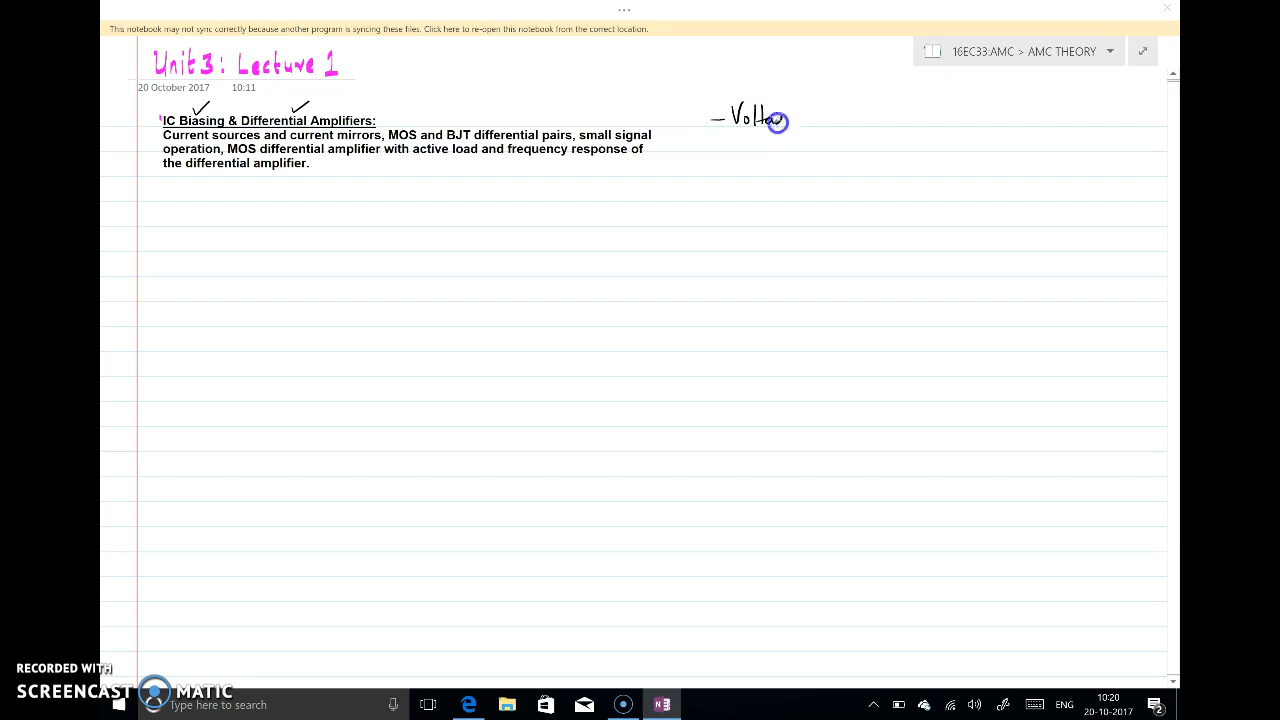 This notebook may not sync correctly because another program is syncing these files. Click here to re-open this notebook from the correct location.
Unit 3: Lecture 1
16EC33:AMC > AMC THEORY
20 October 2017 10:11
IC Biasing & Differential Amplifiers:
Current sources and current mirrors, MOS and BJT differential pairs, small signal
operation, MOS differential amplifier with active load and frequency response of
the differential amplifier.
– Volta
RECORDED WITH
SCREENCAST MATIC
Type here to search
ENG
10:20
20-10-2017
2